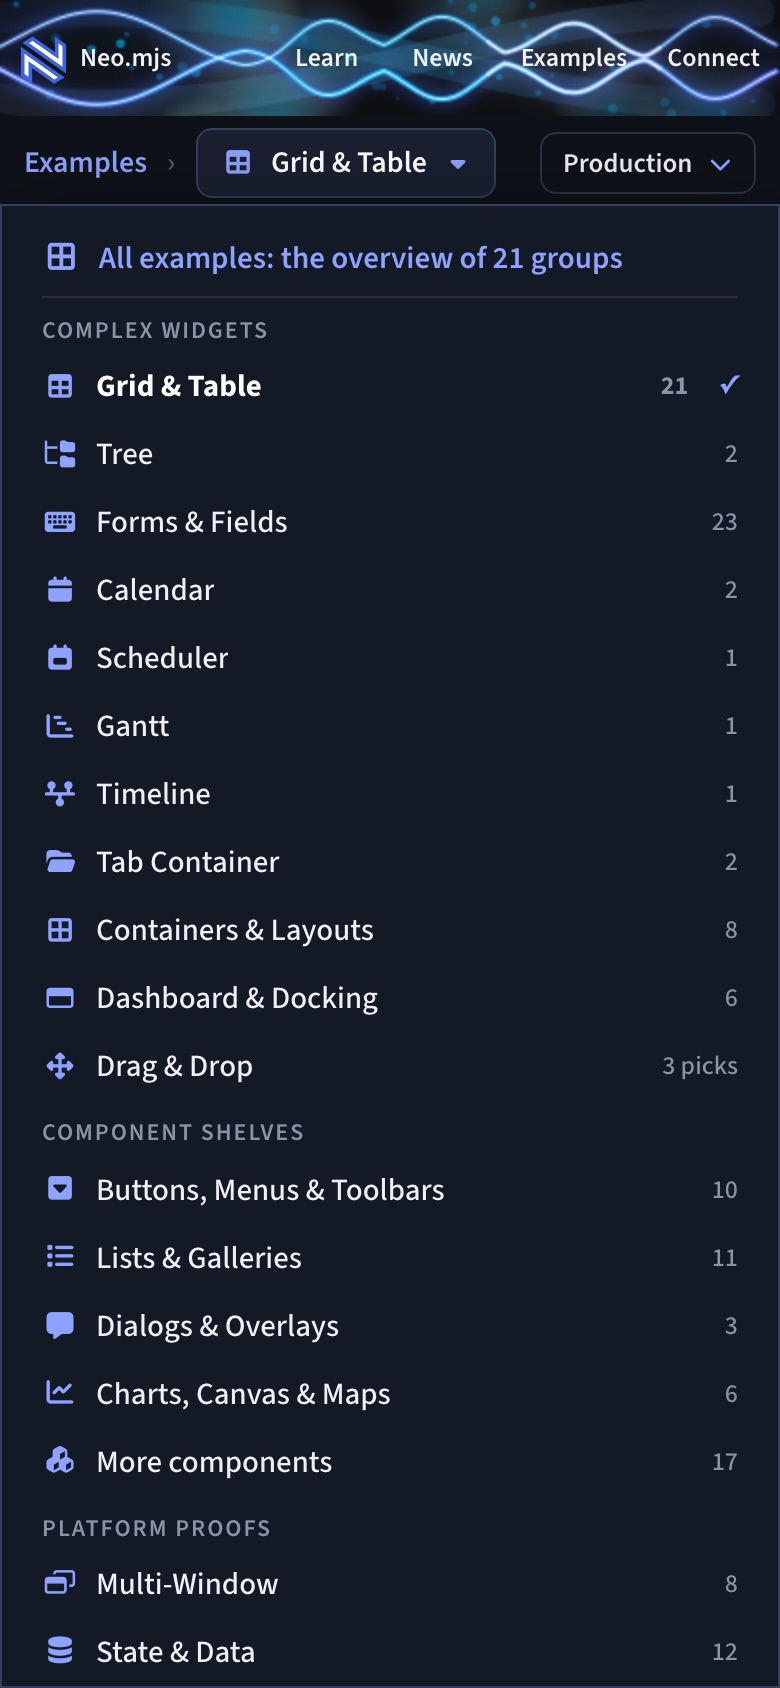 Neo.mjs Learn News Examples Connect
Examples › Grid & Table Production
All examples: the overview of 21 groups
COMPLEX WIDGETS
Grid & Table 21 ✓
Tree 2
Forms & Fields 23
Calendar 2
Scheduler 1
Gantt 1
Timeline 1
Tab Container 2
Containers & Layouts 8
Dashboard & Docking 6
Drag & Drop 3 picks
COMPONENT SHELVES
Buttons, Menus & Toolbars 10
Lists & Galleries 11
Dialogs & Overlays 3
Charts, Canvas & Maps 6
More components 17
PLATFORM PROOFS
Multi-Window 8
State & Data 12